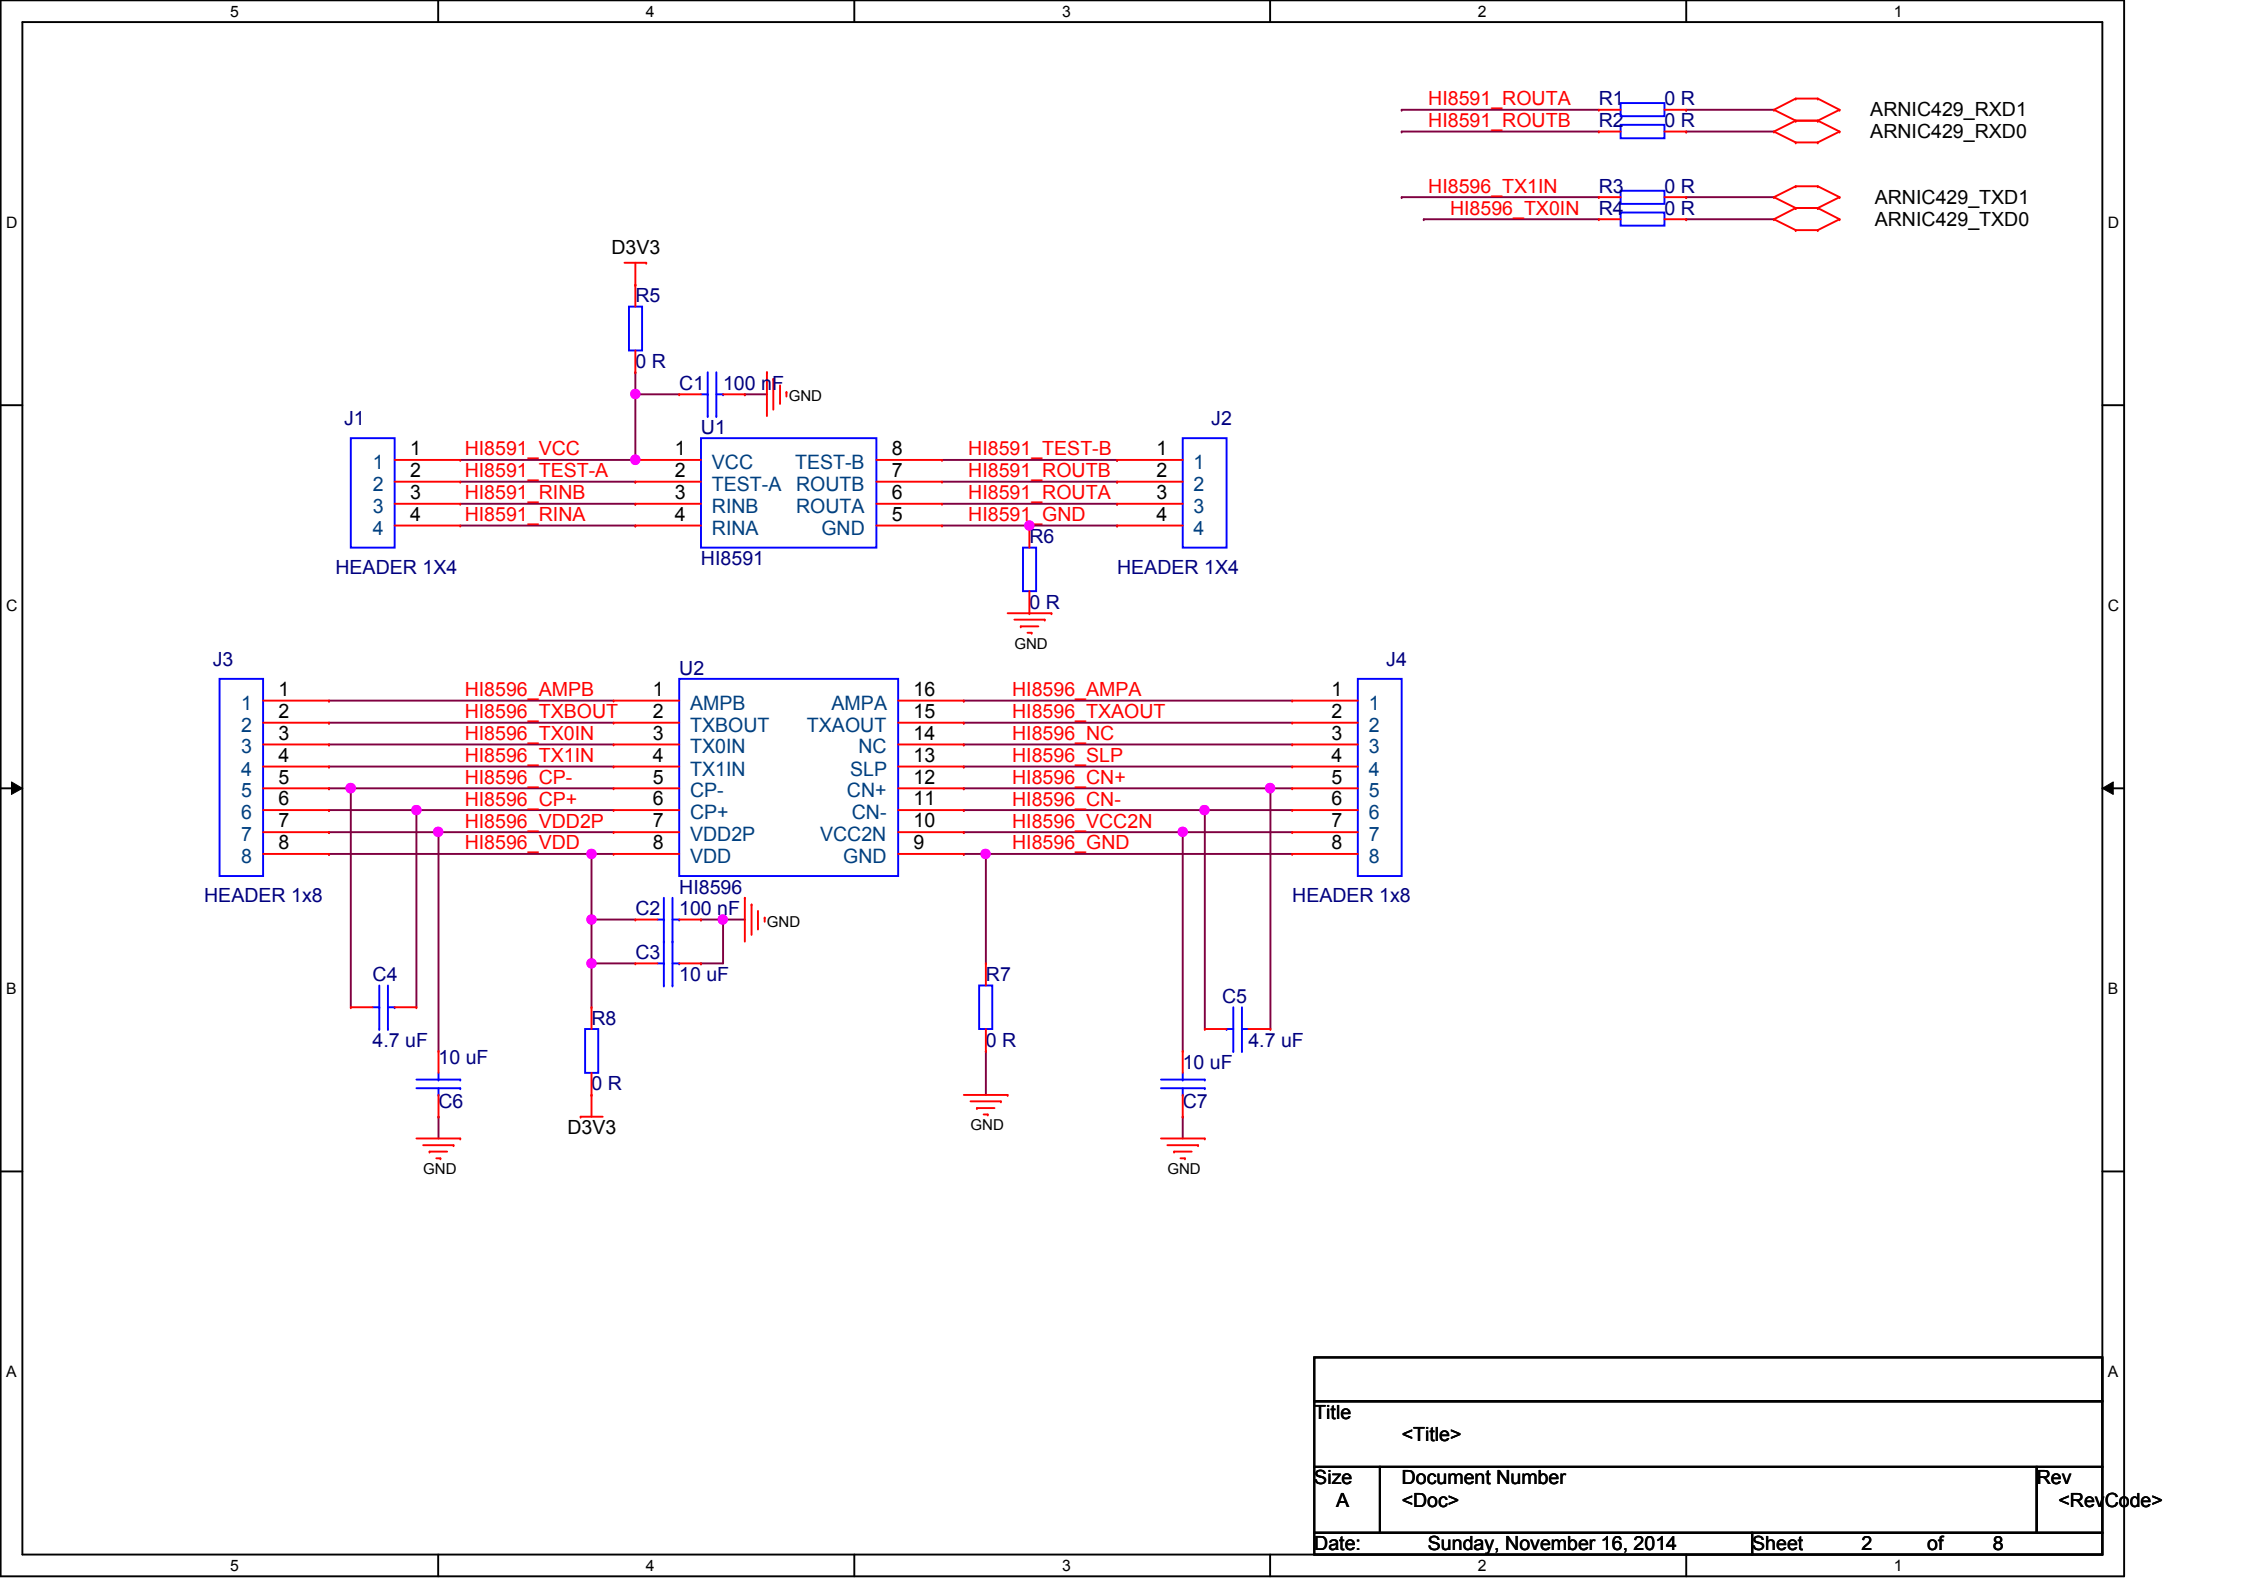 5 4 3 2 1
HI8591_ROUTA R1 0 R ARNIC429_RXD1
HI8591_ROUTB R2 0 R ARNIC429_RXD0
HI8596_TX1IN R3 0 R ARNIC429_TXD1
HI8596_TX0IN R4 0 R ARNIC429_TXD0
D D
D3V3
R5
0 R
C1 100 nF GND
J1 U1 J2
1 HI8591_VCC 1 8 HI8591_TEST-B 1
1 VCC TEST-B 1
2 HI8591_TEST-A 2 7 HI8591_ROUTB 2
2 TEST-A ROUTB 2
3 HI8591_RINB 3 6 HI8591_ROUTA 3
3 RINB ROUTA 3
4 HI8591_RINA 4 5 HI8591_GND 4
4 RINA GND 4
R6
HI8591
HEADER 1X4 HEADER 1X4
0 R
C C
GND
J3 U2 J4
1 HI8596_AMPB 1 16 HI8596_AMPA 1
1 AMPB AMPA 1
2 HI8596_TXBOUT 2 15 HI8596_TXAOUT 2
2 TXBOUT TXAOUT 2
3 HI8596_TX0IN 3 14 HI8596_NC 3
3 TX0IN NC 3
4 HI8596_TX1IN 4 13 HI8596_SLP 4
4 TX1IN SLP 4
5 HI8596_CP- 5 12 HI8596_CN+ 5
5 CP- CN+ 5
6 HI8596_CP+ 6 11 HI8596_CN- 6
6 CP+ CN- 6
7 HI8596_VDD2P 7 10 HI8596_VCC2N 7
7 VDD2P VCC2N 7
8 HI8596_VDD 8 9 HI8596_GND 8
8 VDD GND 8
HI8596
HEADER 1x8 HEADER 1x8
C2 100 nF GND
C3
10 uF
C4 R7
B B
C5
R8
4.7 uF 0 R 4.7 uF
10 uF 10 uF
0 R
C6 C7
D3V3 GND
GND GND
A A
Title
<Title>
Size Document Number Rev
A <Doc> <RevCode>
Date: Sunday, November 16, 2014 Sheet 2 of 8
5 4 3 2 1